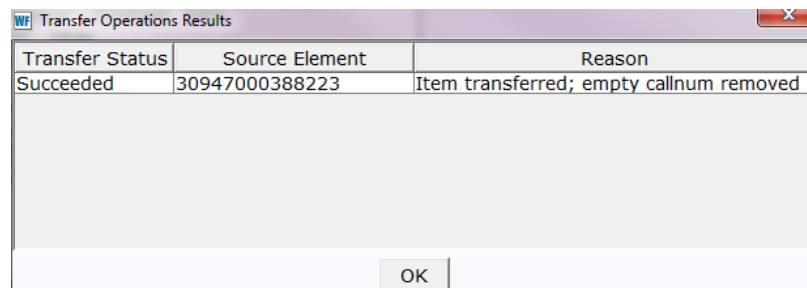 WF Transfer Operations Results
Transfer Status Source Element Reason
Succeeded 30947000388223 Item transferred; empty callnum removed
OK